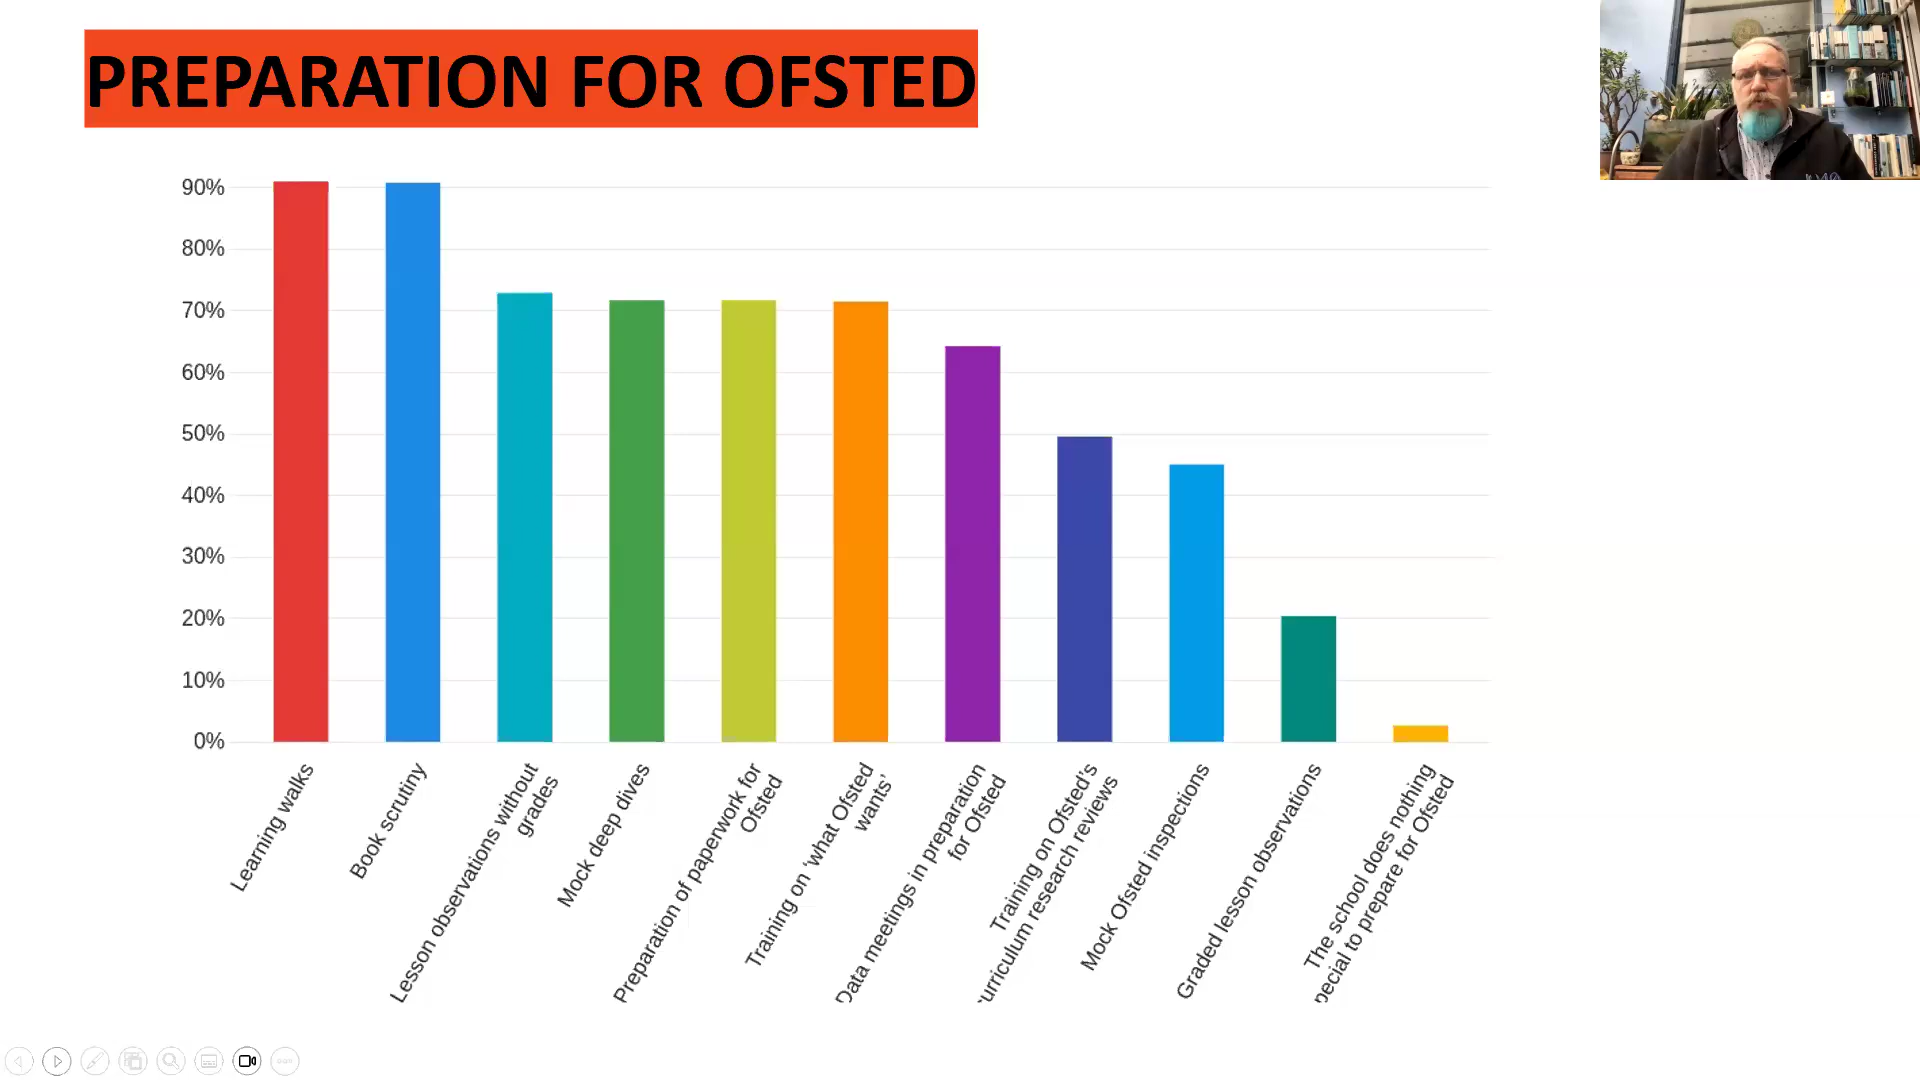 PREPARATION FOR OFSTED
90%
80%
70%
60%
50%
40%
30%
20%
10%
0%
Learning walks
Book scrutiny
Lesson observations without
grades
Mock deep dives
Preparation of paperwork for
Ofsted
Training on 'what Ofsted
wants'
Data meetings in preparation
for Ofsted
Training on Ofsted's
urriculum research reviews
Mock Ofsted inspections
Graded lesson observations
The school does nothing
pecial to prepare for Ofsted